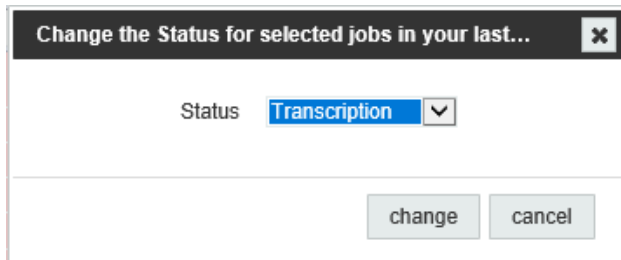 Change the Status for selected jobs in your last...
Status Transcription
change cancel